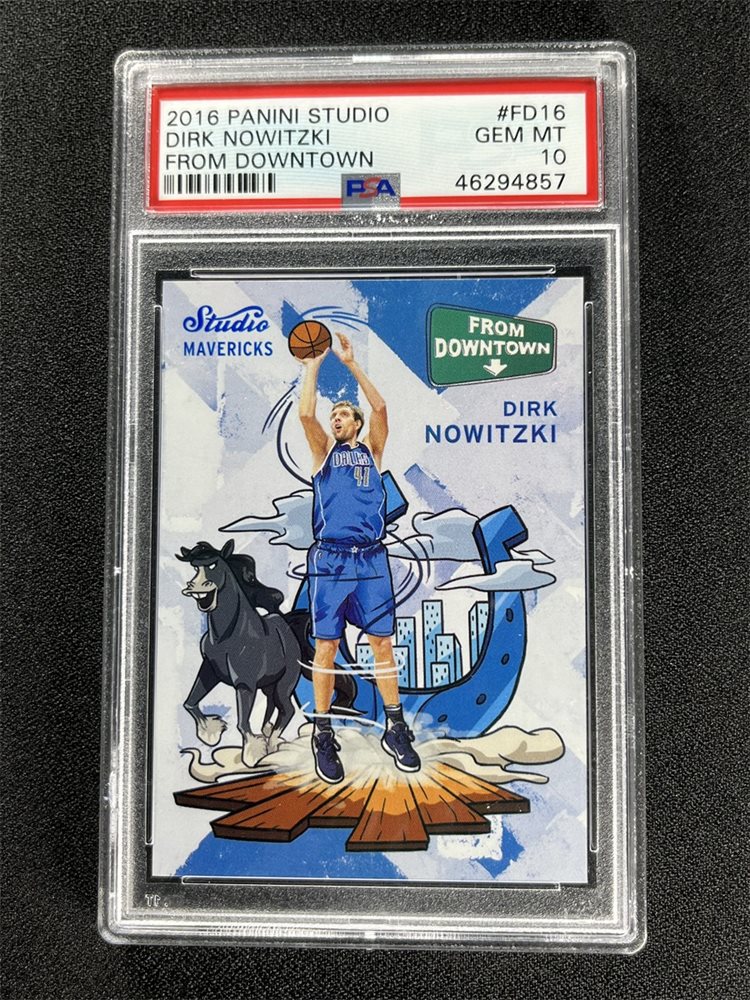 2016 PANINI STUDIO #FD16
DIRK NOWITZKI GEM MT
FROM DOWNTOWN 10
PSA 46294857
Studio
MAVERICKS
FROM
DOWNTOWN
DIRK
NOWITZKI
DALLAS
41